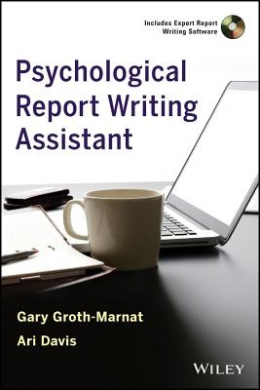 Includes Expert Report
Writing Software
Psychological
Report Writing
Assistant
Gary Groth-Marnat
Ari Davis
WILEY